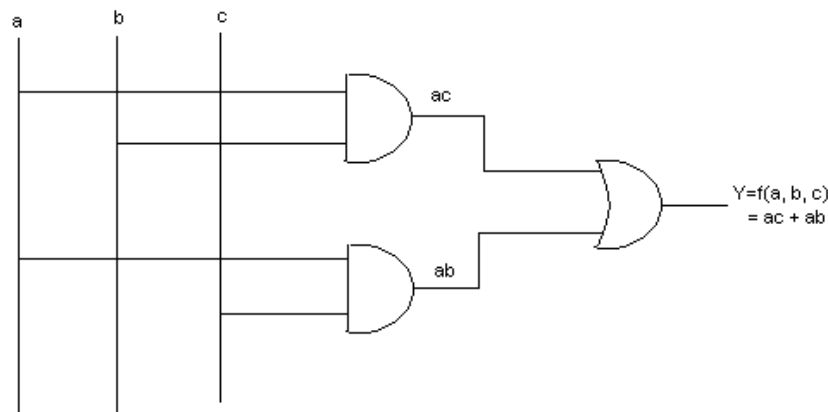 a
b
c
ac
ab
Y=f(a, b, c)
= ac + ab